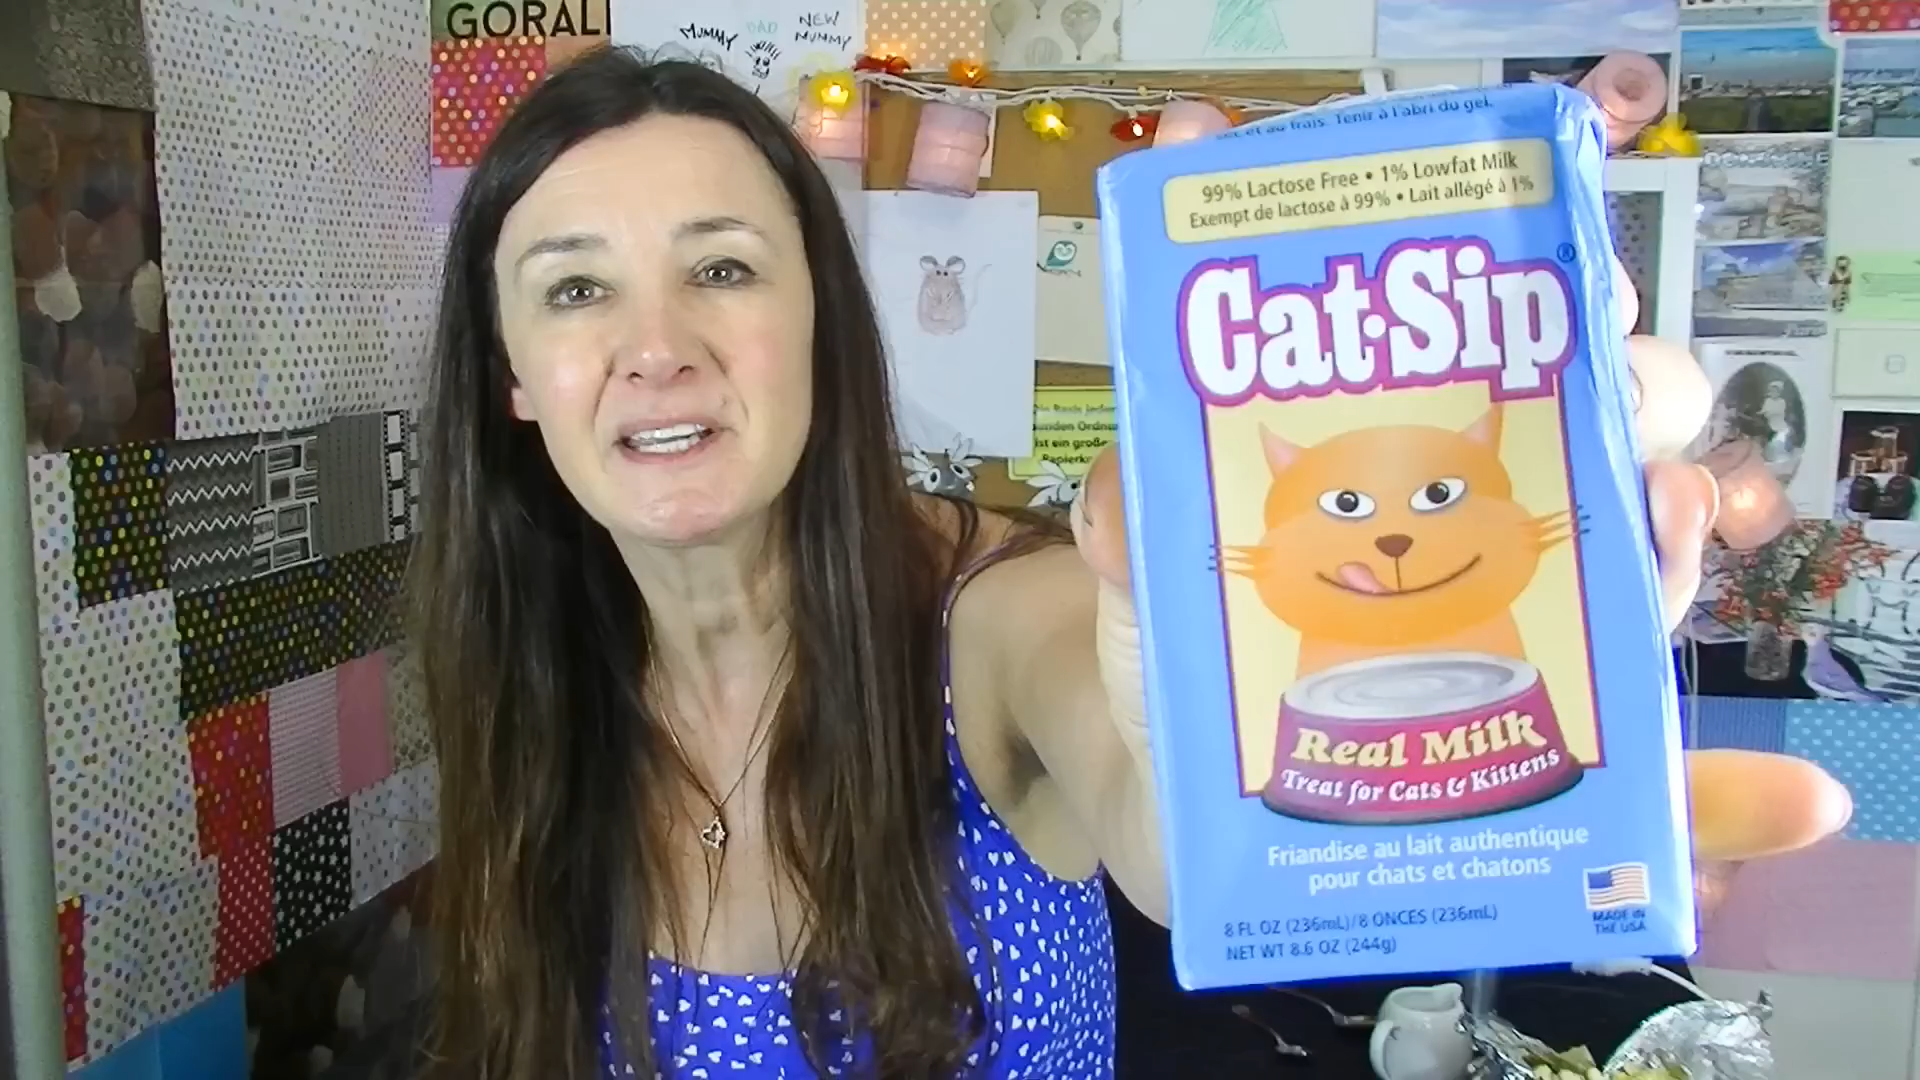 GORALI
MUMMY
DAD
NEW
MUMMY
sec et au frais. Tenir à l'abri du gel.
99% Lactose Free • 1% Lowfat Milk
Exempt de lactose à 99% • Lait allégé à 1%
Cat·Sip®
Real Milk
Treat for Cats & Kittens
Friandise au lait authentique
pour chats et chatons
8 FL OZ (236mL)/8 ONCES (236mL)
NET WT 8.6 OZ (244g)
MADE IN
THE USA
ist ein große